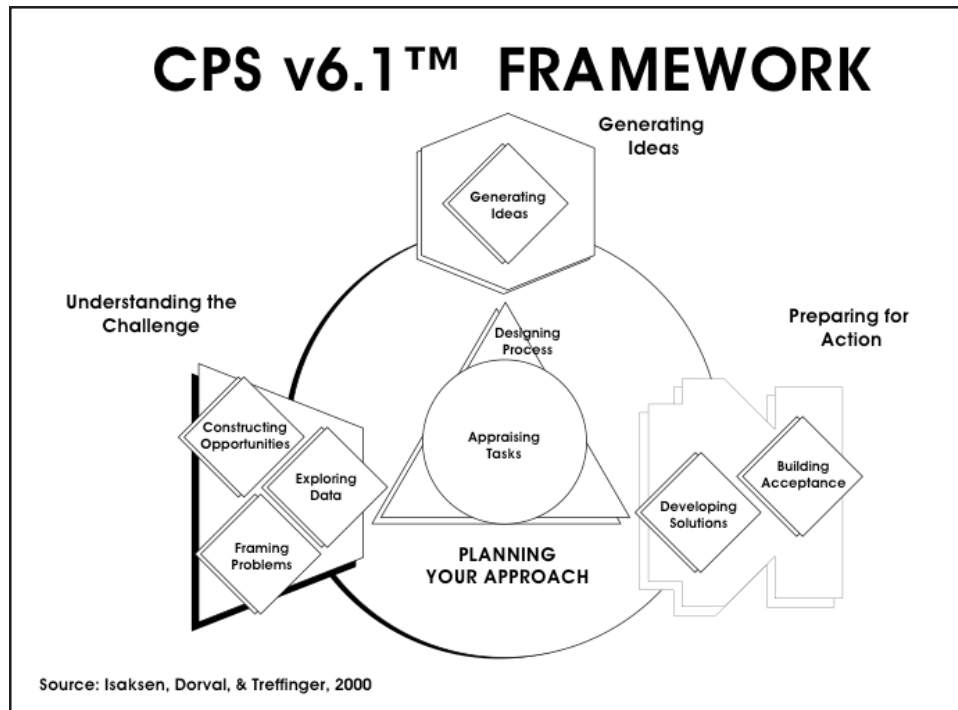 CPS v6.1™ FRAMEWORK
Generating
Ideas
Generating
Ideas
Understanding the
Challenge
Preparing for
Action
Designing
Process
Constructing
Opportunities
Appraising
Tasks
Exploring
Data
Building
Acceptance
Developing
Solutions
Framing
Problems
PLANNING
YOUR APPROACH
Source: Isaksen, Dorval, & Treffinger, 2000